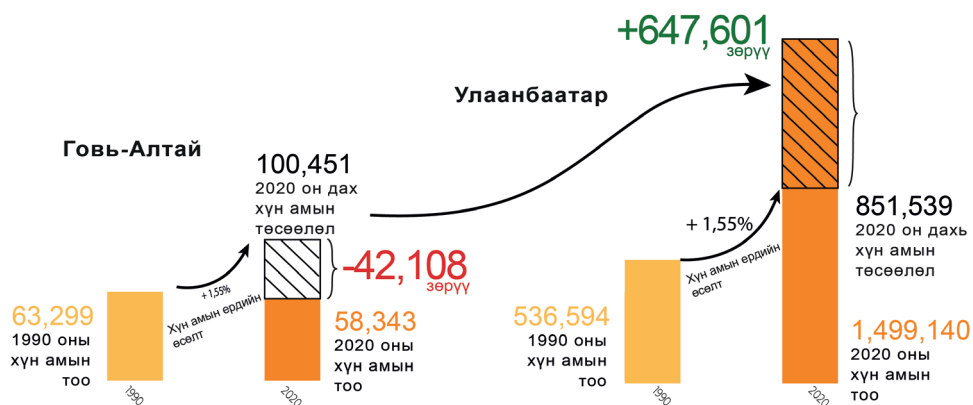 Говь-Алтай
100,451
2020 он дах
хүн амын
төсөөлөл
-42,108
зөрүү
+ 1,55%
Хүн амын ердийн
өсөлт
63,299
1990 оны
хүн амын
тоо
58,343
2020 оны
хүн амын
тоо
1990
2020
Улаанбаатар
+647,601
зөрүү
+ 1,55%
Хүн амын ердийн
өсөлт
851,539
2020 он дахь
хүн амын
төсөөлөл
536,594
1990 оны
хүн амын
тоо
1,499,140
2020 оны
хүн амын
тоо
1990
2020